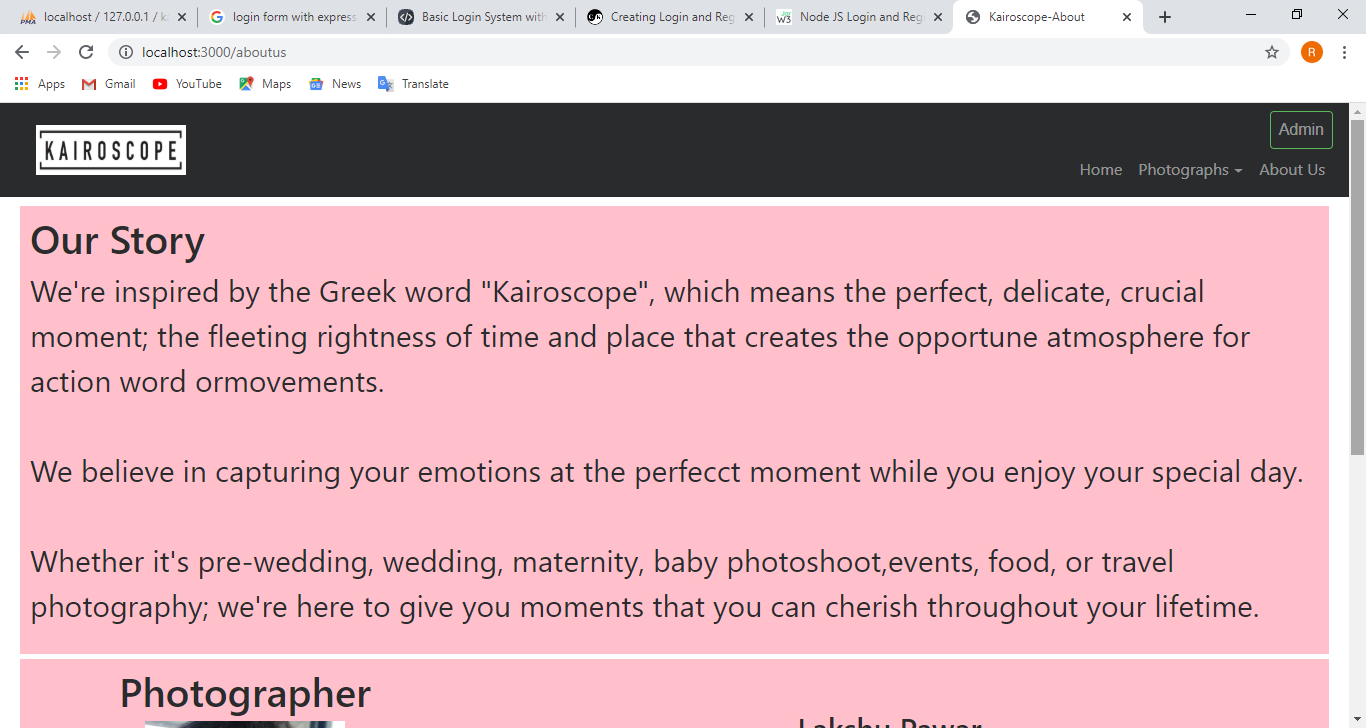 localhost / 127.0.0.1 / k
login form with express
Basic Login System with
Creating Login and Reg
Node JS Login and Regi
Kairoscope-About
localhost:3000/aboutus
R
Apps
Gmail
YouTube
Maps
News
Translate
KAIROSCOPE
Admin
Home
Photographs
About Us
Our Story
We're inspired by the Greek word "Kairoscope", which means the perfect, delicate, crucial
moment; the fleeting rightness of time and place that creates the opportune atmosphere for
action word ormovements.
We believe in capturing your emotions at the perfecct moment while you enjoy your special day.
Whether it's pre-wedding, wedding, maternity, baby photoshoot,events, food, or travel
photography; we're here to give you moments that you can cherish throughout your lifetime.
Photographer
Lakshu Pawar